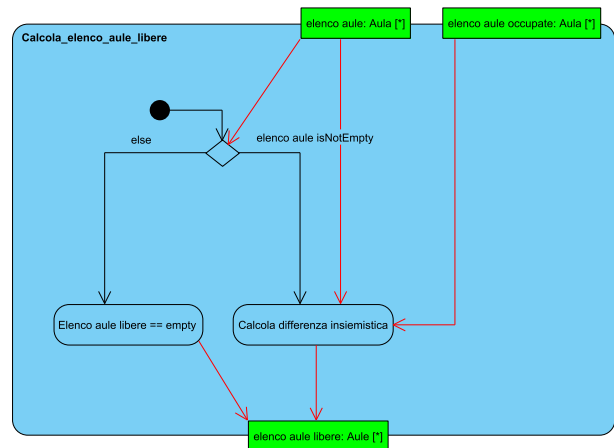 elenco aule: Aula [*]
elenco aule occupate: Aula [*]
Calcola_elenco_aule_libere
else
elenco aule isNotEmpty
Elenco aule libere == empty
Calcola differenza insiemistica
elenco aule libere: Aule [*]